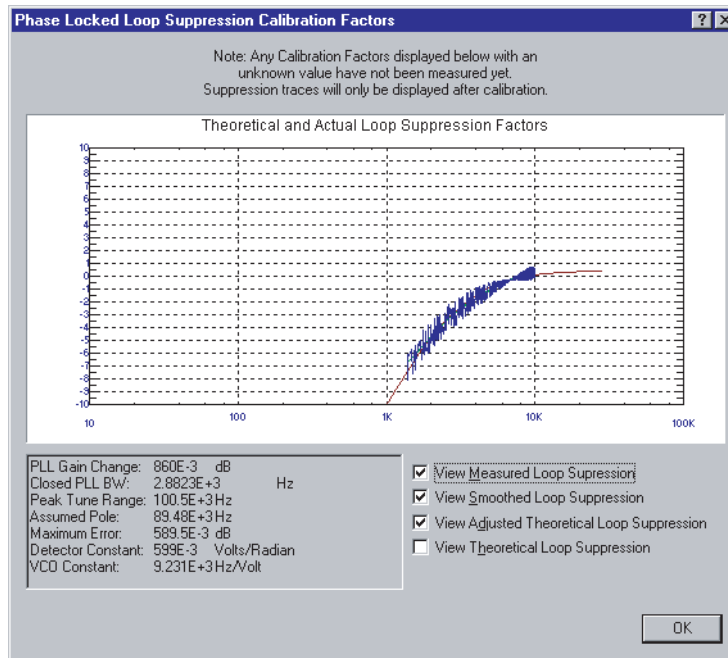 Phase Locked Loop Suppression Calibration Factors
Note: Any Calibration Factors displayed below with an
unknown value have not been measured yet.
Suppression traces will only be displayed after calibration.
Theoretical and Actual Loop Suppression Factors
10
9
8
7
6
5
4
3
2
1
0
-1
-2
-3
-4
-5
-6
-7
-8
-9
-10
10
100
1K
10K
100K
PLL Gain Change: 860E-3 dB
Closed PLL BW: 2.8823E+3 Hz
Peak Tune Range: 100.5E+3 Hz
Assumed Pole: 89.48E+3 Hz
Maximum Error: 589.5E-3 dB
Detector Constant: 599E-3 Volts/Radian
VCO Constant: 9.231E+3 Hz/Volt
View Measured Loop Supression
View Smoothed Loop Suppression
View Adjusted Theoretical Loop Suppression
View Theoretical Loop Suppression
OK